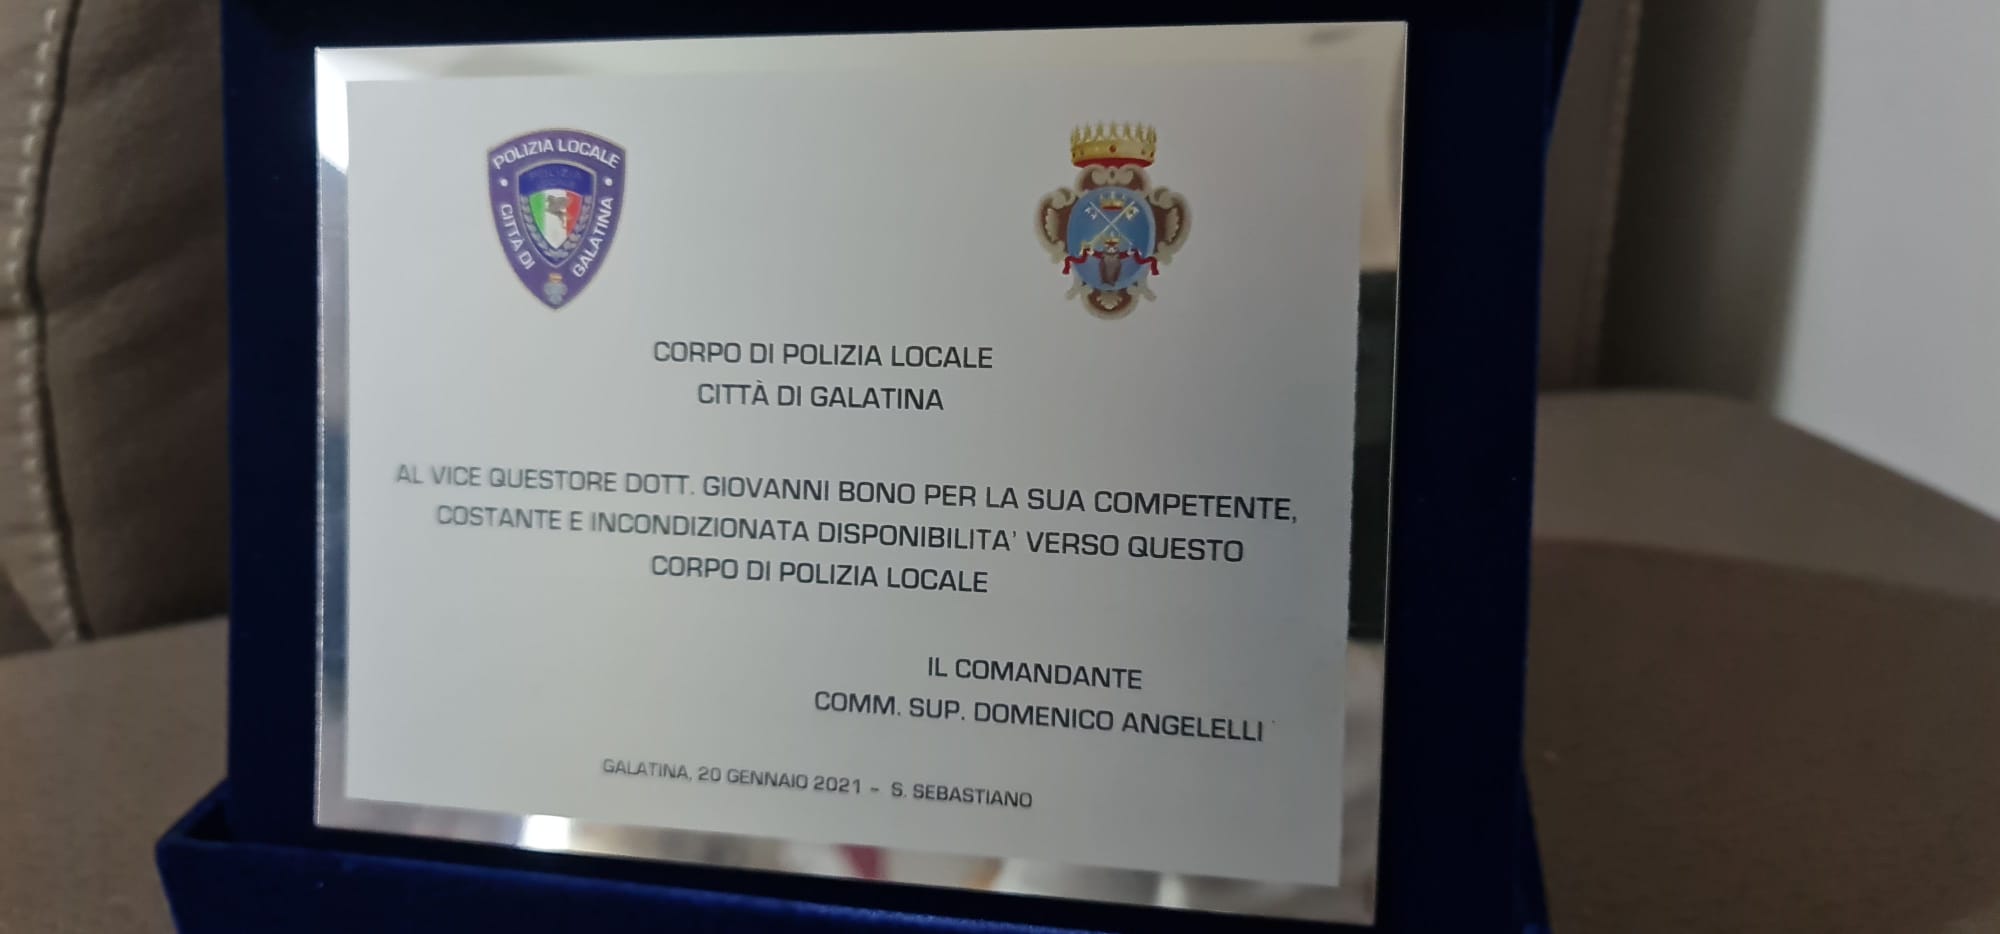 POLIZIA LOCALE
CITTÀ DI GALATINA
CORPO DI POLIZIA LOCALE
CITTÀ DI GALATINA
AL VICE QUESTORE DOTT. GIOVANNI BONO PER LA SUA COMPETENTE,
COSTANTE E INCONDIZIONATA DISPONIBILITA' VERSO QUESTO
CORPO DI POLIZIA LOCALE
IL COMANDANTE
COMM. SUP. DOMENICO ANGELELLI
GALATINA, 20 GENNAIO 2021 - S. SEBASTIANO